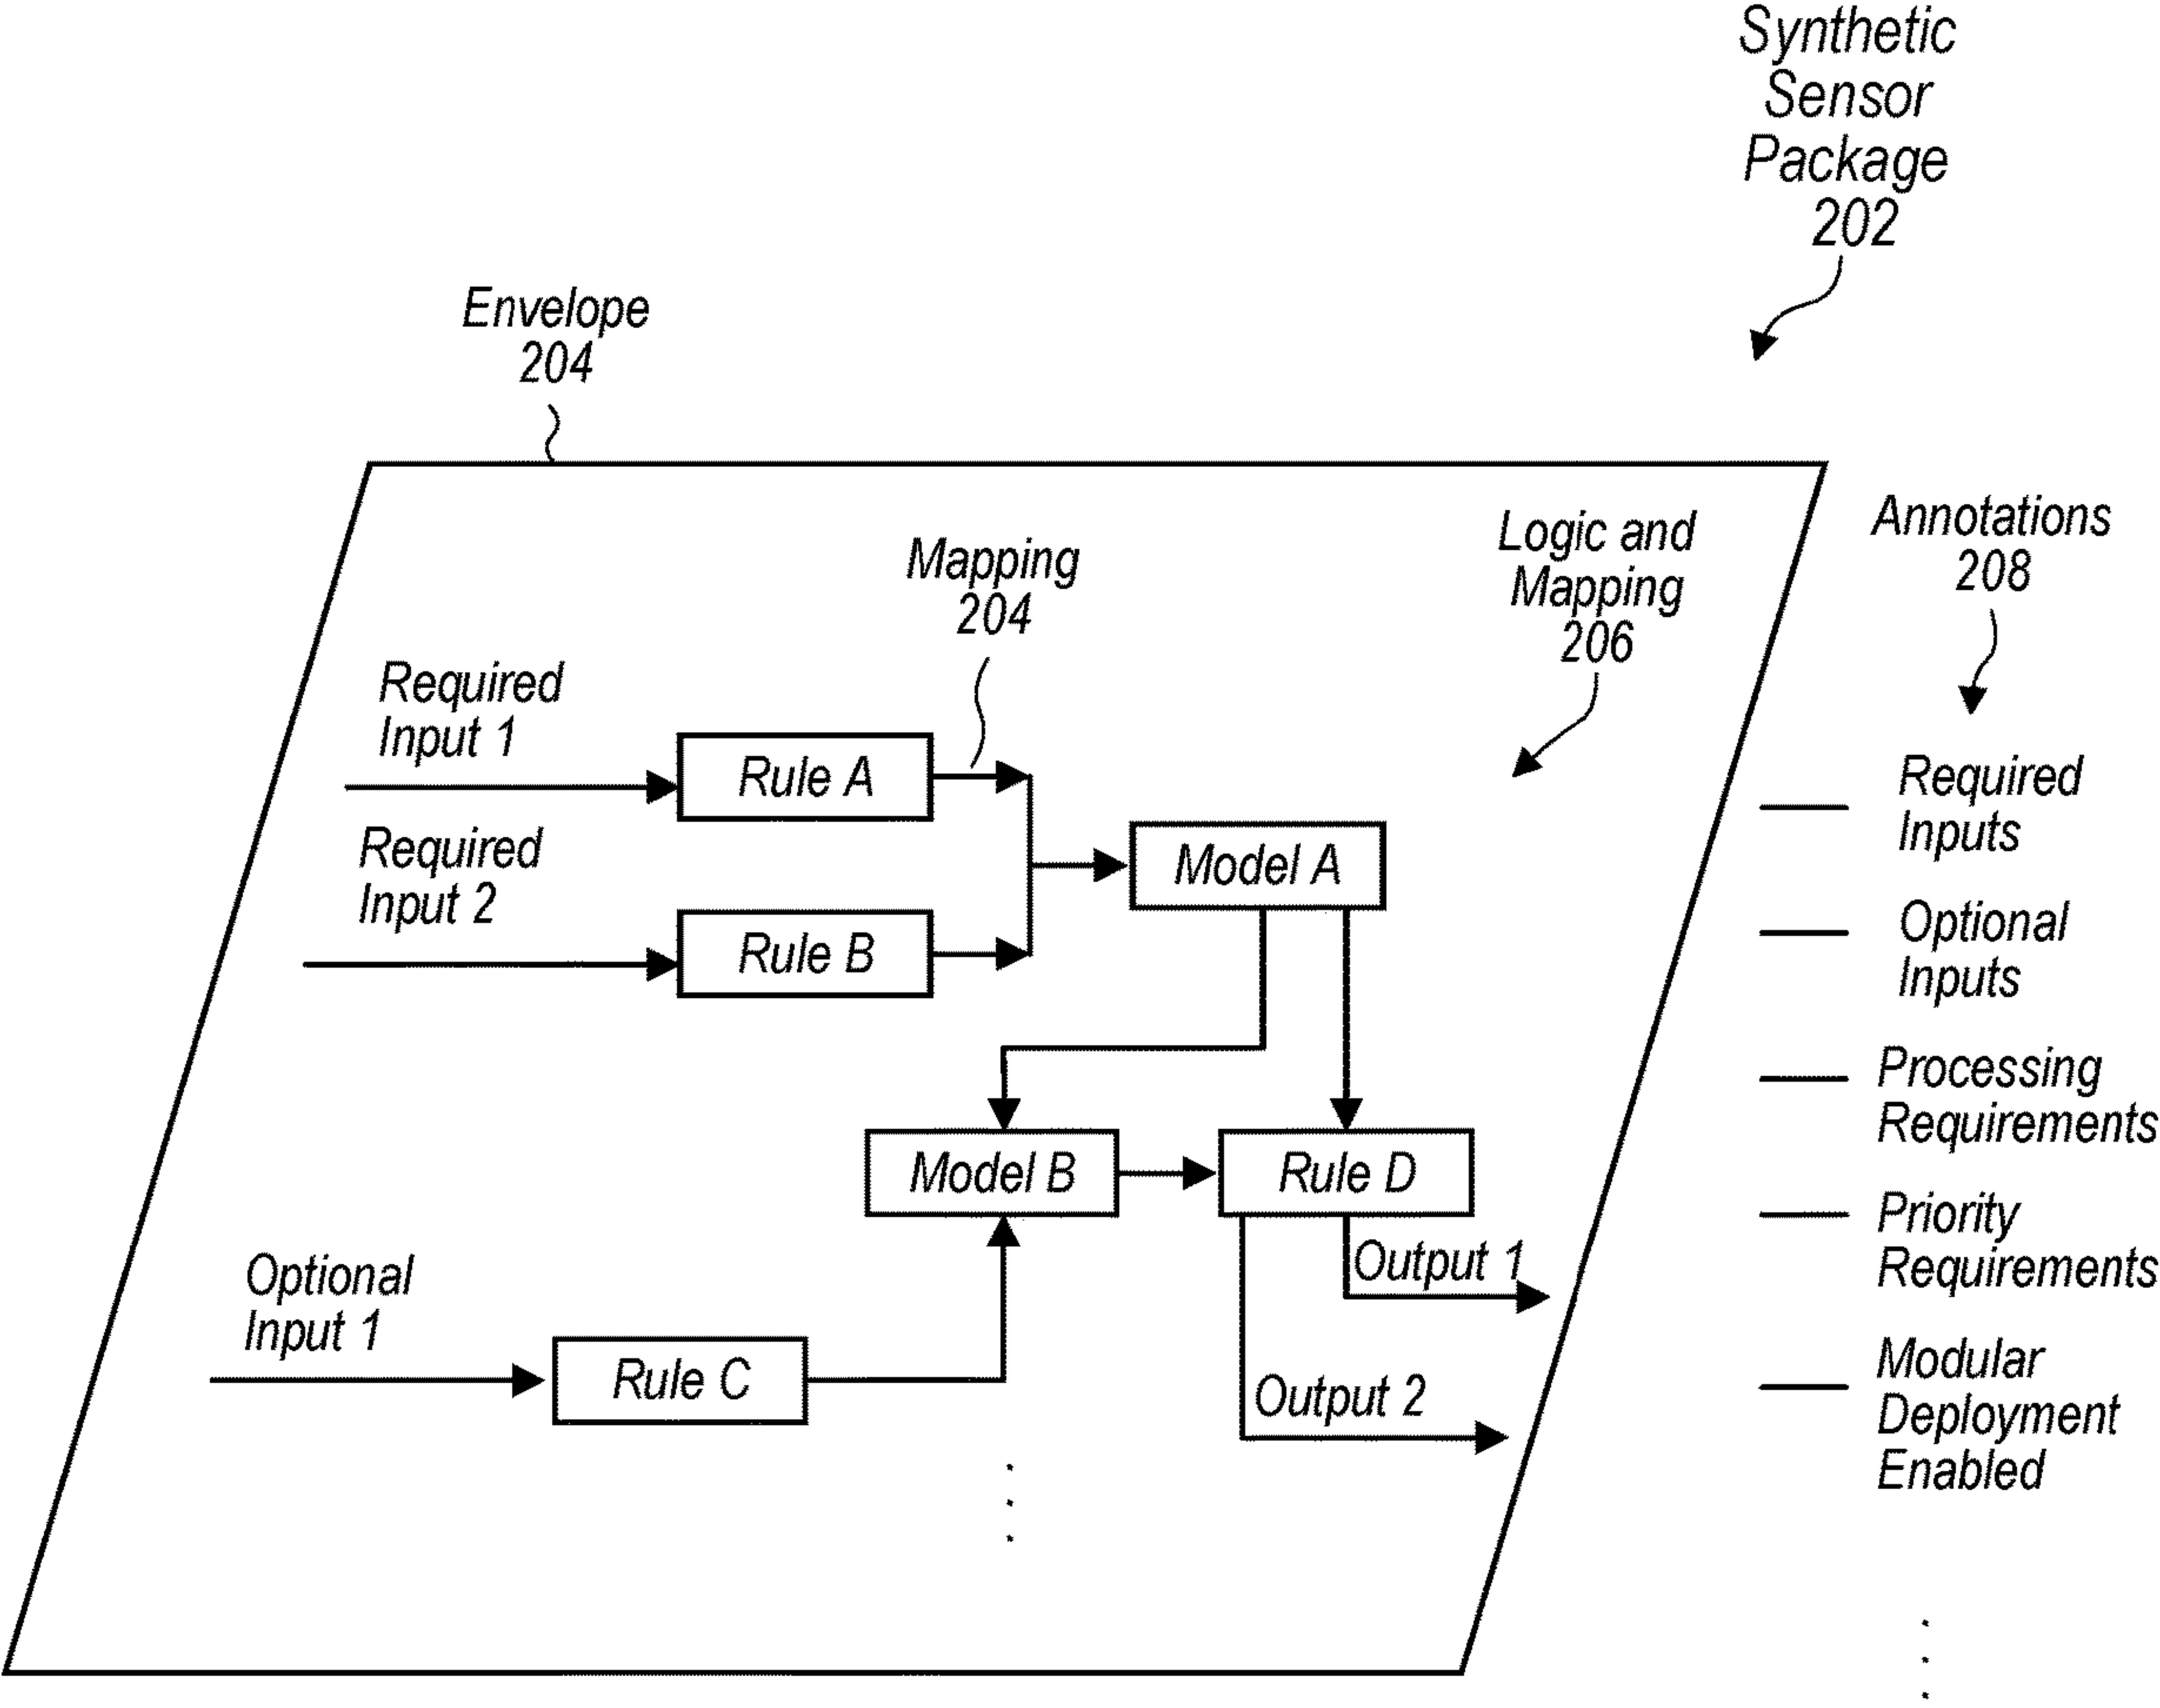 Synthetic
Sensor
Package
202
Envelope
204
Annotations
208
Logic and
Mapping
206
Mapping
204
Required
Input 1
Rule A
Required
Input 2
Rule B
Model A
Model B
Rule D
Output 1
Output 2
Optional
Input 1
Rule C
Required
Inputs
Optional
Inputs
Processing
Requirements
Priority
Requirements
Modular
Deployment
Enabled